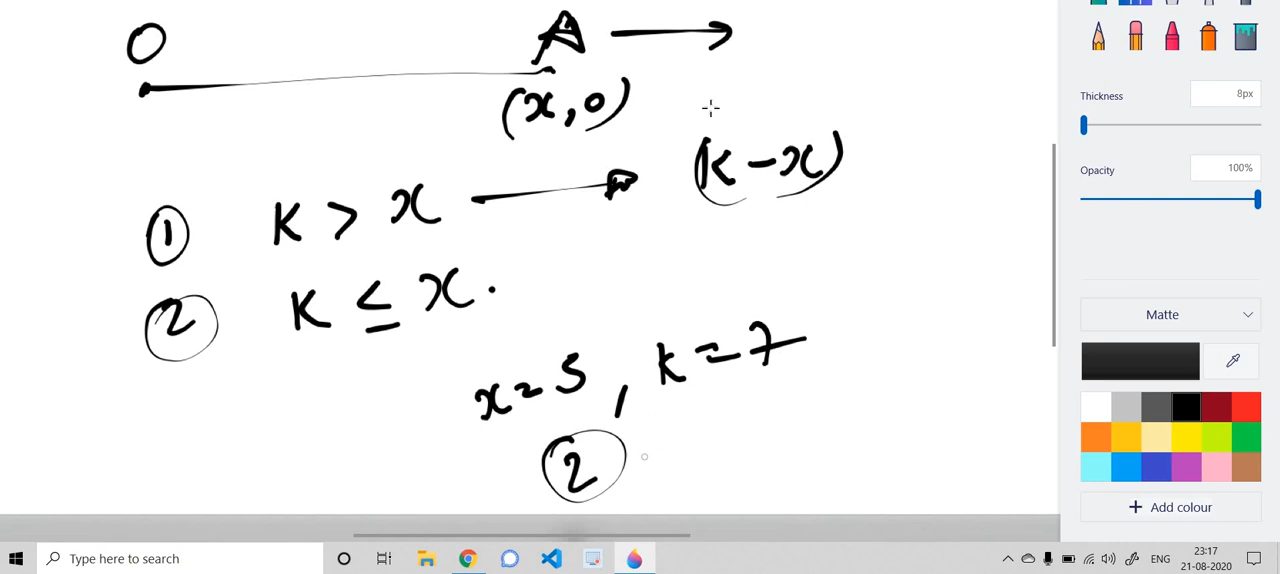 O A
(x, 0)
① K > x (K - x)
② K ≤ x.
x = 5, K = 7
②
Thickness
8px
Opacity
100%
Matte
+ Add colour
Type here to search
ENG
23:17
21-08-2020